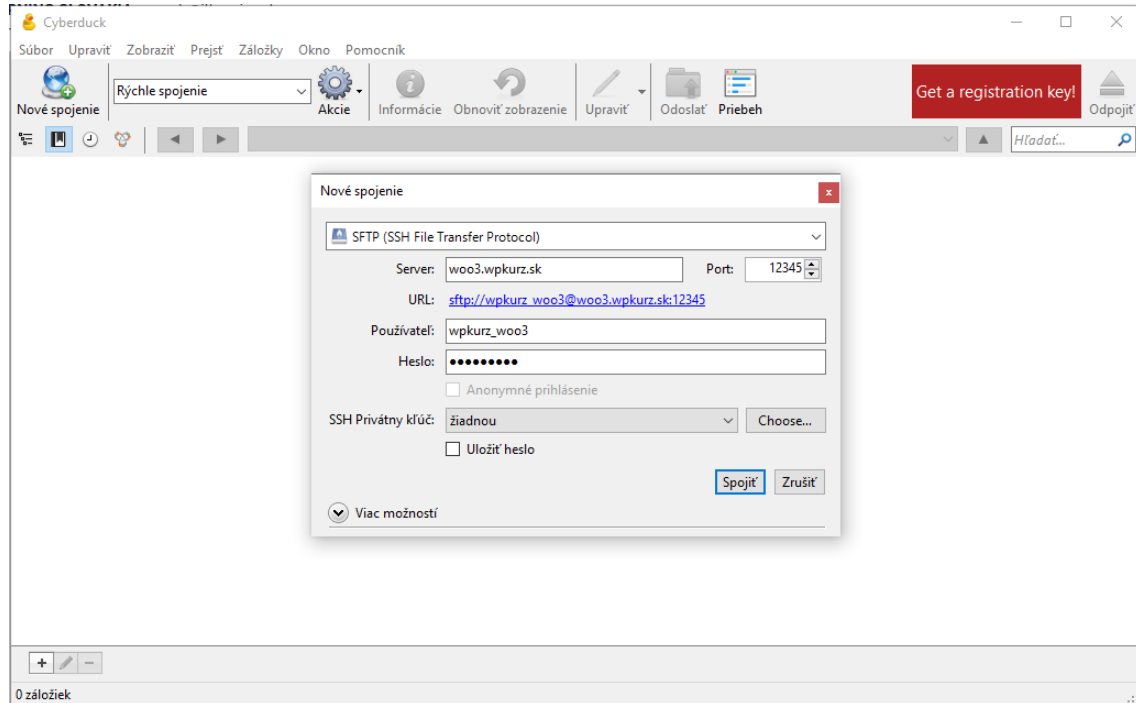 Cyberduck
Súbor Upraviť Zobraziť Prejsť Záložky Okno Pomocník
Nové spojenie
Rýchle spojenie
Akcie
Informácie
Obnoviť zobrazenie
Upraviť
Odoslať
Priebeh
Get a registration key!
Odpojiť
Hľadať...
Nové spojenie
SFTP (SSH File Transfer Protocol)
Server: woo3.wpkurz.sk Port: 12345
URL: sftp://wpkurz_woo3@woo3.wpkurz.sk:12345
Používateľ: wpkurz_woo3
Heslo: •••••••••
Anonymné prihlásenie
SSH Privátny kľúč: žiadnou Choose...
Uložiť heslo
Spojiť Zrušiť
Viac možností
0 záložiek